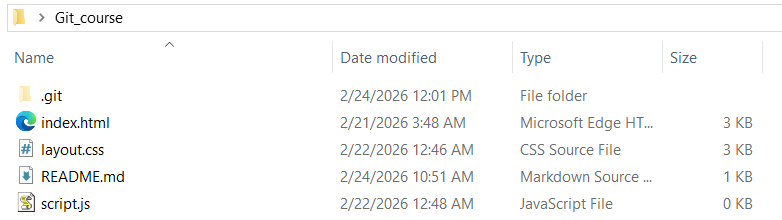 Git_course
Name Date modified Type Size
.git 2/24/2026 12:01 PM File folder
index.html 2/21/2026 3:48 AM Microsoft Edge HT... 3 KB
layout.css 2/22/2026 12:46 AM CSS Source File 3 KB
README.md 2/24/2026 10:51 AM Markdown Source ... 1 KB
script.js 2/22/2026 12:48 AM JavaScript File 0 KB